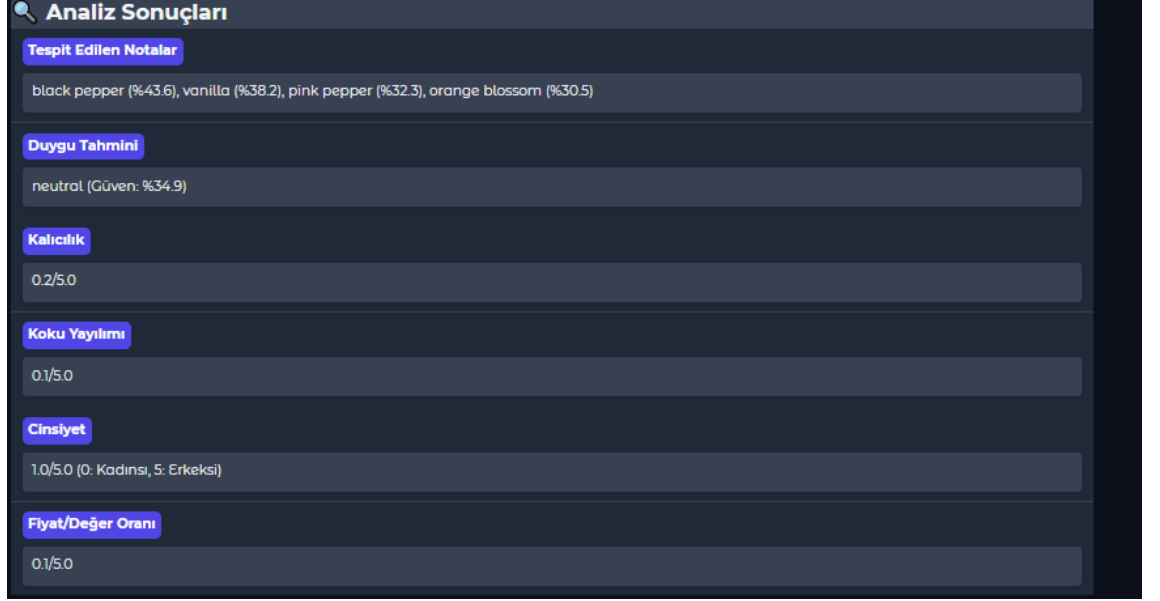 🔍 Analiz Sonuçları
Tespit Edilen Notalar
black pepper (%43.6), vanilla (%38.2), pink pepper (%32.3), orange blossom (%30.5)
Duygu Tahmini
neutral (Güven: %34.9)
Kalıcılık
0.2/5.0
Koku Yayılımı
0.1/5.0
Cinsiyet
1.0/5.0 (0: Kadınsı, 5: Erkeksi)
Fiyat/Değer Oranı
0.1/5.0